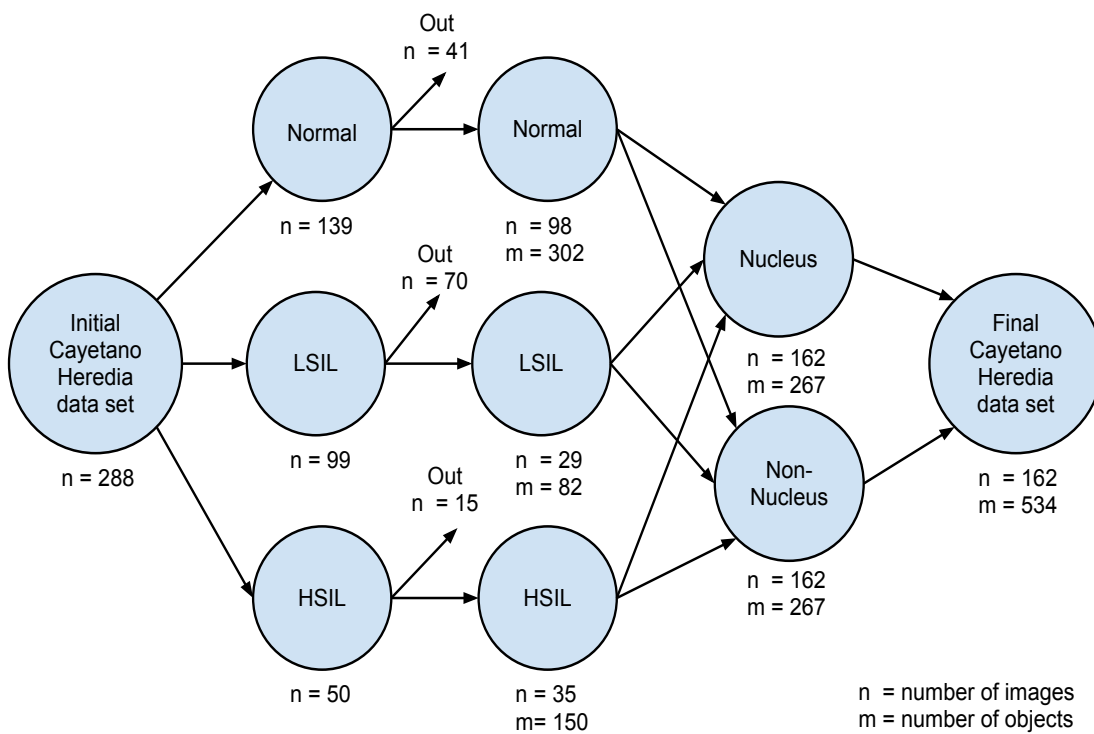 Out
n = 41
Normal
n = 139
Normal
n = 98
m = 302
Initial
Cayetano
Heredia
data set
n = 288
Out
n = 70
LSIL
n = 99
LSIL
n = 29
m = 82
Out
n = 15
HSIL
n = 50
HSIL
n = 35
m= 150
Nucleus
n = 162
m = 267
Non-
Nucleus
n = 162
m = 267
Final
Cayetano
Heredia
data set
n = 162
m = 534
n = number of images
m = number of objects